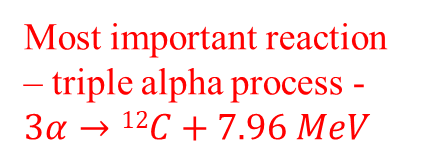 Most important reaction
– triple alpha process -
3α → ¹²C + 7.96 MeV